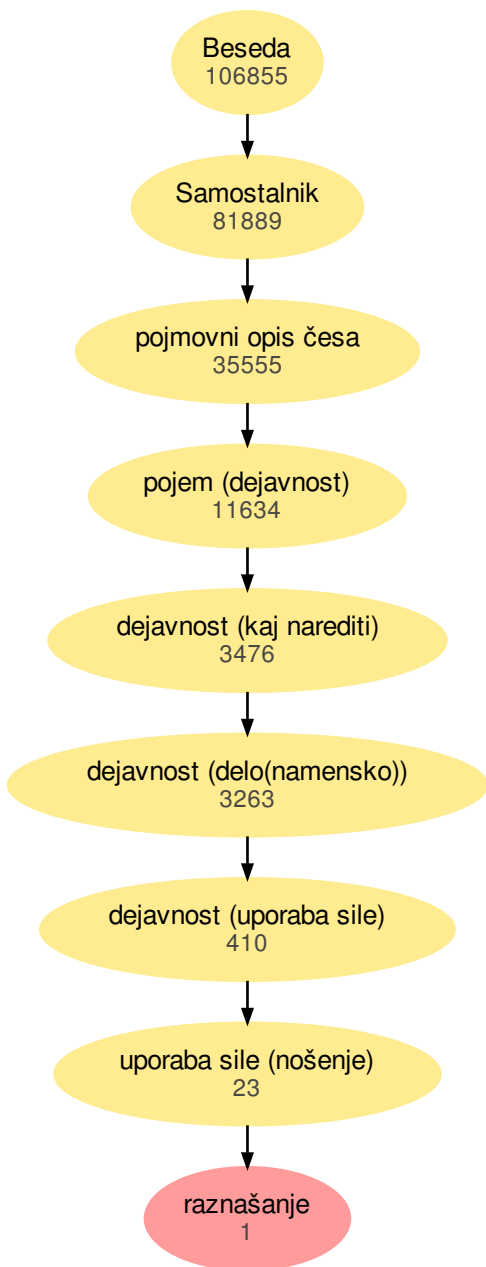 Beseda
106855
Samostalnik
81889
pojmovni opis česa
35555
pojem (dejavnost)
11634
dejavnost (kaj narediti)
3476
dejavnost (delo(namensko))
3263
dejavnost (uporaba sile)
410
uporaba sile (nošenje)
23
raznašanje
1